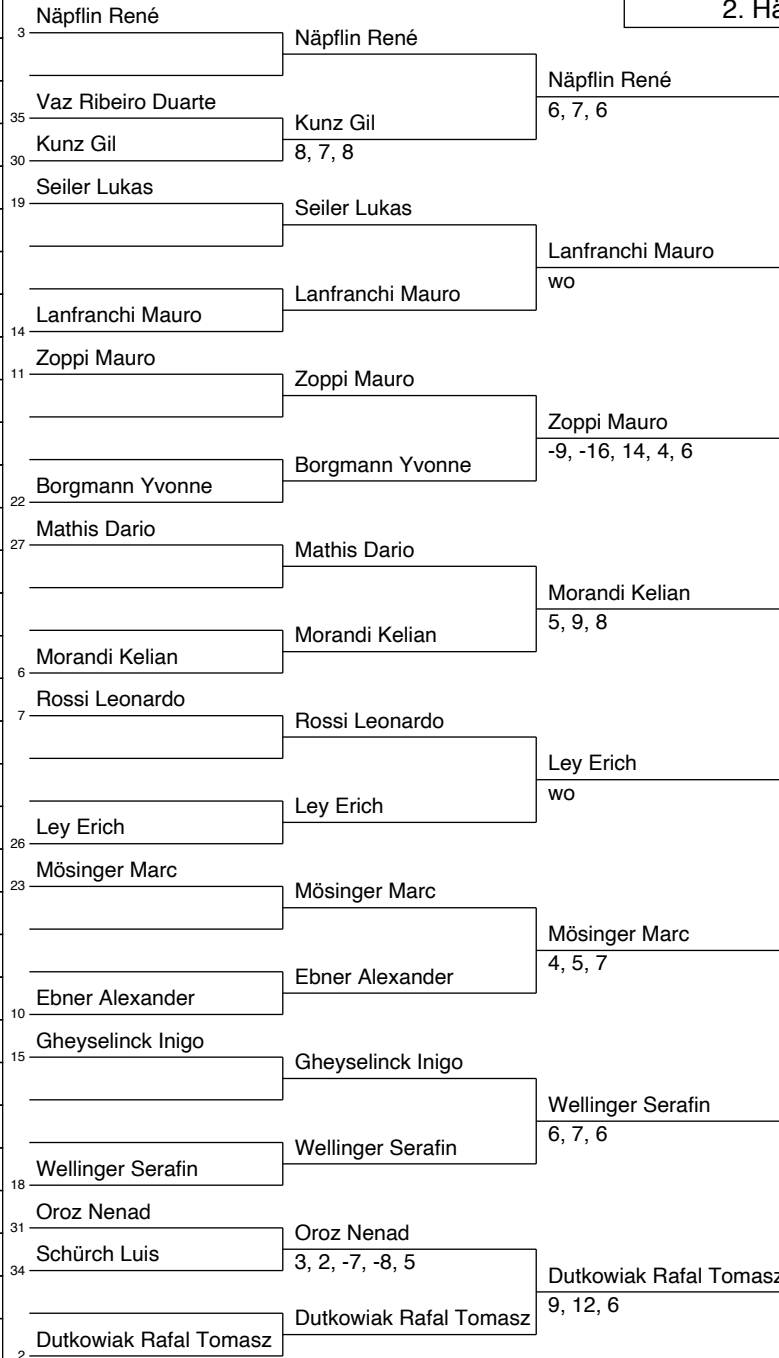 2. Hä
3 Näpflin René
Näpflin René
Näpflin René
6, 7, 6
35 Vaz Ribeiro Duarte
Kunz Gil
8, 7, 8
30 Kunz Gil
19 Seiler Lukas
Seiler Lukas
Lanfranchi Mauro
wo
Lanfranchi Mauro
14 Lanfranchi Mauro
11 Zoppi Mauro
Zoppi Mauro
Zoppi Mauro
-9, -16, 14, 4, 6
Borgmann Yvonne
22 Borgmann Yvonne
27 Mathis Dario
Mathis Dario
Morandi Kelian
5, 9, 8
Morandi Kelian
6 Morandi Kelian
7 Rossi Leonardo
Rossi Leonardo
Ley Erich
wo
Ley Erich
26 Ley Erich
23 Mösinger Marc
Mösinger Marc
Mösinger Marc
4, 5, 7
Ebner Alexander
10 Ebner Alexander
15 Gheyselinck Inigo
Gheyselinck Inigo
Wellinger Serafin
6, 7, 6
Wellinger Serafin
18 Wellinger Serafin
31 Oroz Nenad
Oroz Nenad
3, 2, -7, -8, 5
34 Schürch Luis
Dutkowiak Rafal Tomasz
9, 12, 6
Dutkowiak Rafal Tomasz
2 Dutkowiak Rafal Tomasz